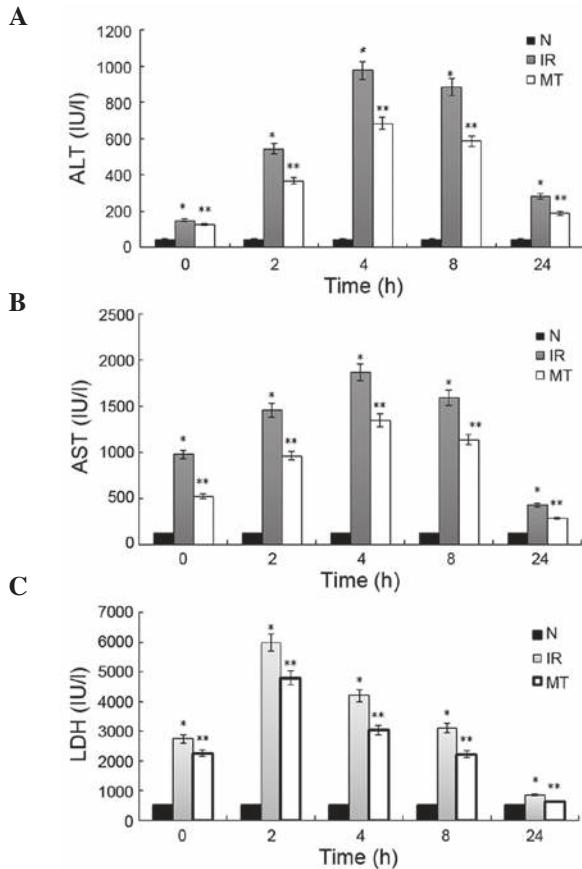 A
ALT (IU/l)
1200
1000
800
600
400
200
0
* ** * ** * ** * ** * **
N
IR
MT
0 2 4 8 24
Time (h)
B
AST (IU/l)
2500
2000
1500
1000
500
0
* ** * ** * ** * ** * **
N
IR
MT
0 2 4 8 24
Time (h)
C
LDH (IU/l)
7000
6000
5000
4000
3000
2000
1000
0
* ** * ** * ** * ** * **
N
IR
MT
0 2 4 8 24
Time (h)